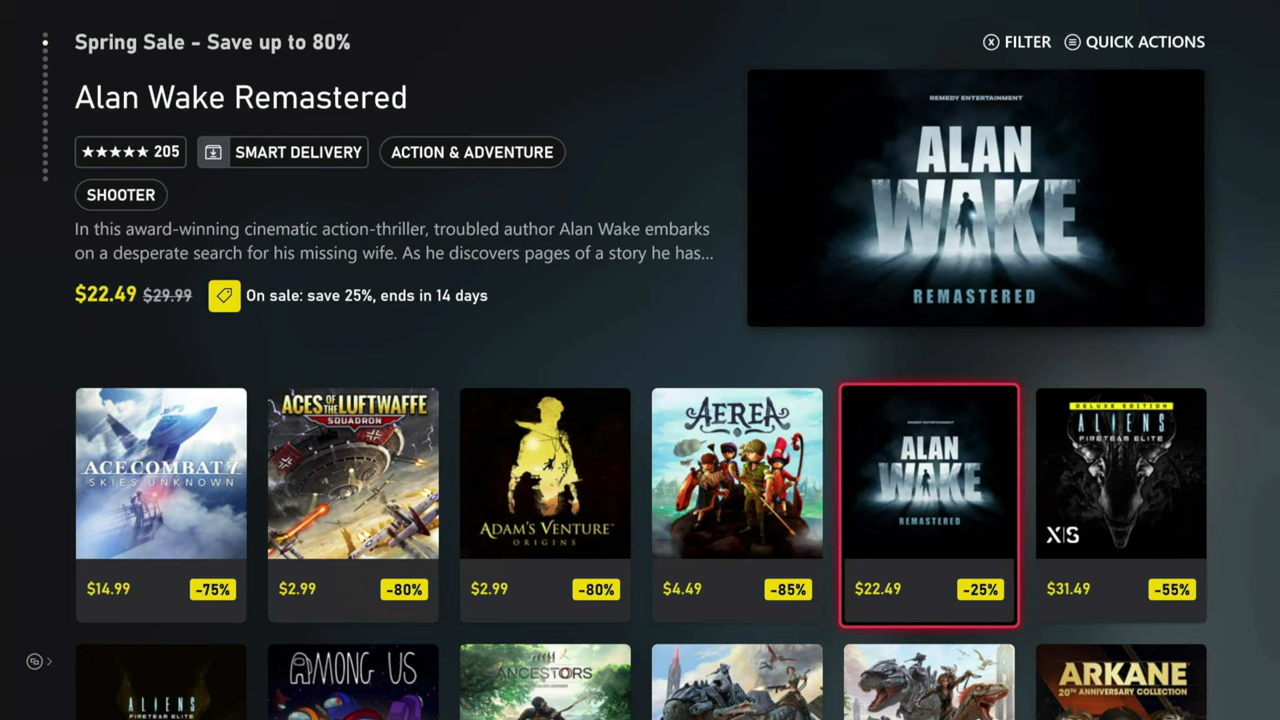 Spring Sale - Save up to 80%
FILTER
QUICK ACTIONS
Alan Wake Remastered
★★★★★ 205
SMART DELIVERY
ACTION & ADVENTURE
SHOOTER
In this award-winning cinematic action-thriller, troubled author Alan Wake embarks
on a desperate search for his missing wife. As he discovers pages of a story he has...
$22.49 $29.99
On sale: save 25%, ends in 14 days
REMEDY ENTERTAINMENT
ALAN
WAKE
REMASTERED
ACE COMBAT 7
SKIES UNKNOWN
$14.99 -75%
ACES OF THE LUFTWAFFE
SQUADRON
$2.99 -80%
ADAM'S VENTURE
ORIGINS
$2.99 -80%
AEREA
$4.49 -85%
REMEDY ENTERTAINMENT
ALAN
WAKE
REMASTERED
$22.49 -25%
DELUXE EDITION
ALIENS
FIRETEAM ELITE
X|S
$31.49 -55%
ALIENS
FIRETEAM ELITE
AMONG US
ANCESTORS
ARKANE
20TH ANNIVERSARY COLLECTION